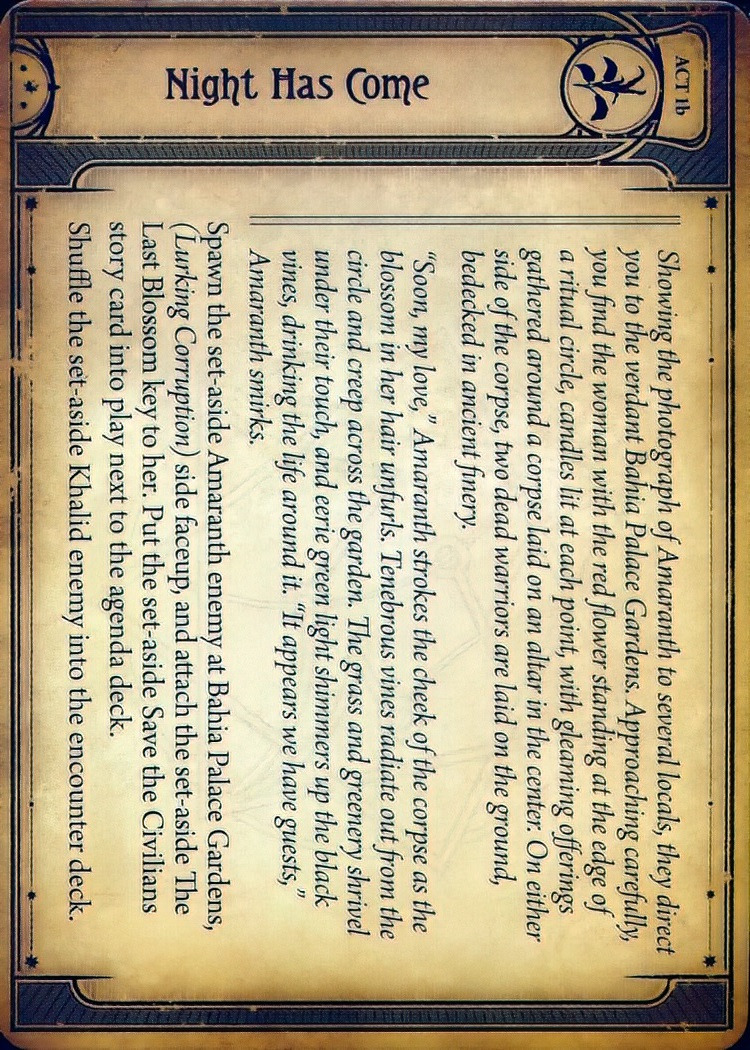 ACT 1b
Night Has Come
Showing the photograph of Amaranth to several locals, they direct
you to the verdant Bahia Palace Gardens. Approaching carefully,
you find the woman with the red flower standing at the edge of
a ritual circle, candles lit at each point, with gleaming offerings
gathered around a corpse laid on an altar in the center. On either
side of the corpse, two dead warriors are laid on the ground,
bedecked in ancient finery.
“Soon, my love,” Amaranth strokes the cheek of the corpse as the
blossom in her hair unfurls. Tenebrous vines radiate out from the
circle and creep across the garden. The grass and greenery shrivel
under their touch, and eerie green light shimmers up the black
vines, drinking the life around it. “It appears we have guests,”
Amaranth smirks.
Spawn the set-aside Amaranth enemy at Bahia Palace Gardens,
(Lurking Corruption) side faceup, and attach the set-aside The
Last Blossom key to her. Put the set-aside Save the Civilians
story card into play next to the agenda deck.
Shuffle the set-aside Khalid enemy into the encounter deck.